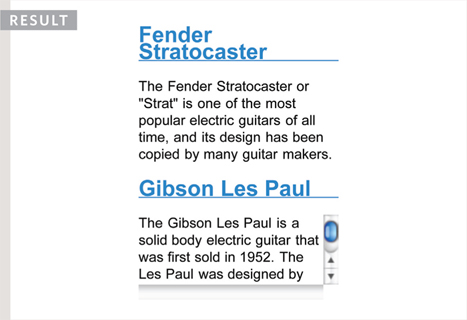 RESULT
Fender
Stratocaster
The Fender Stratocaster or
"Strat" is one of the most
popular electric guitars of all
time, and its design has been
copied by many guitar makers.
Gibson Les Paul
The Gibson Les Paul is a
solid body electric guitar that
was first sold in 1952. The
Les Paul was designed by